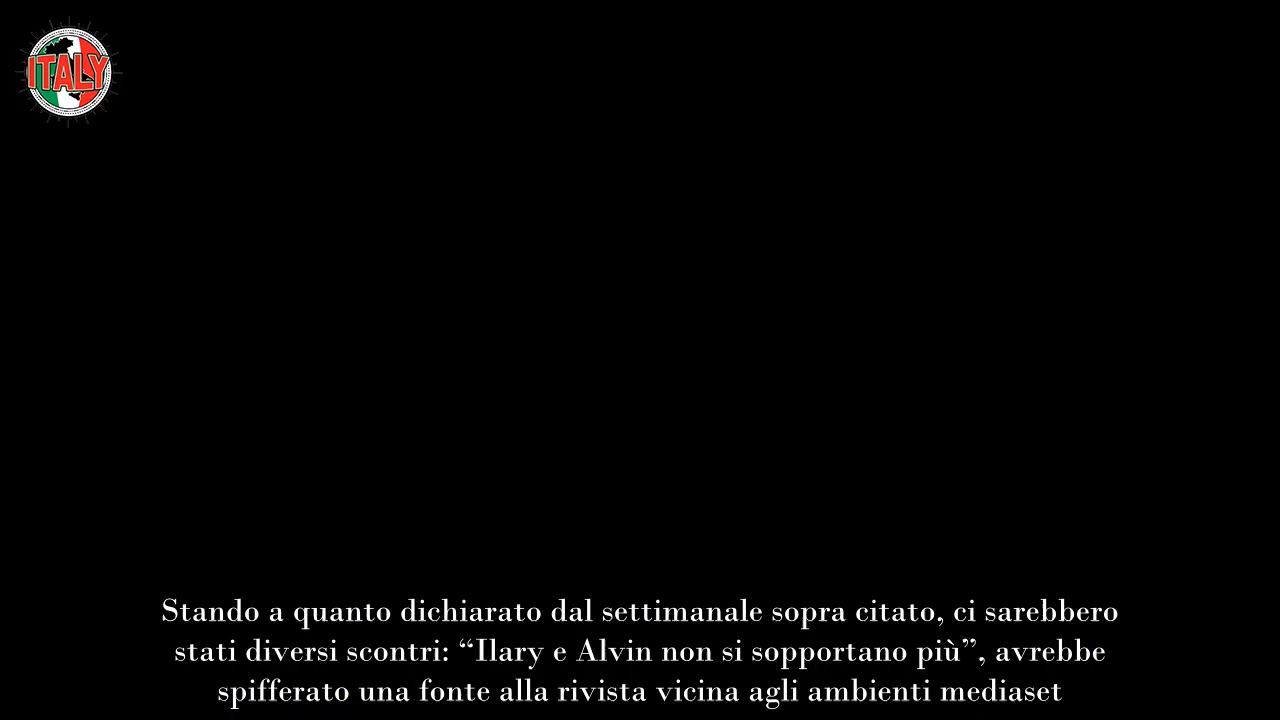 ITALY
Stando a quanto dichiarato dal settimanale sopra citato, ci sarebbero
stati diversi scontri: “Ilary e Alvin non si sopportano più”, avrebbe
spifferato una fonte alla rivista vicina agli ambienti mediaset